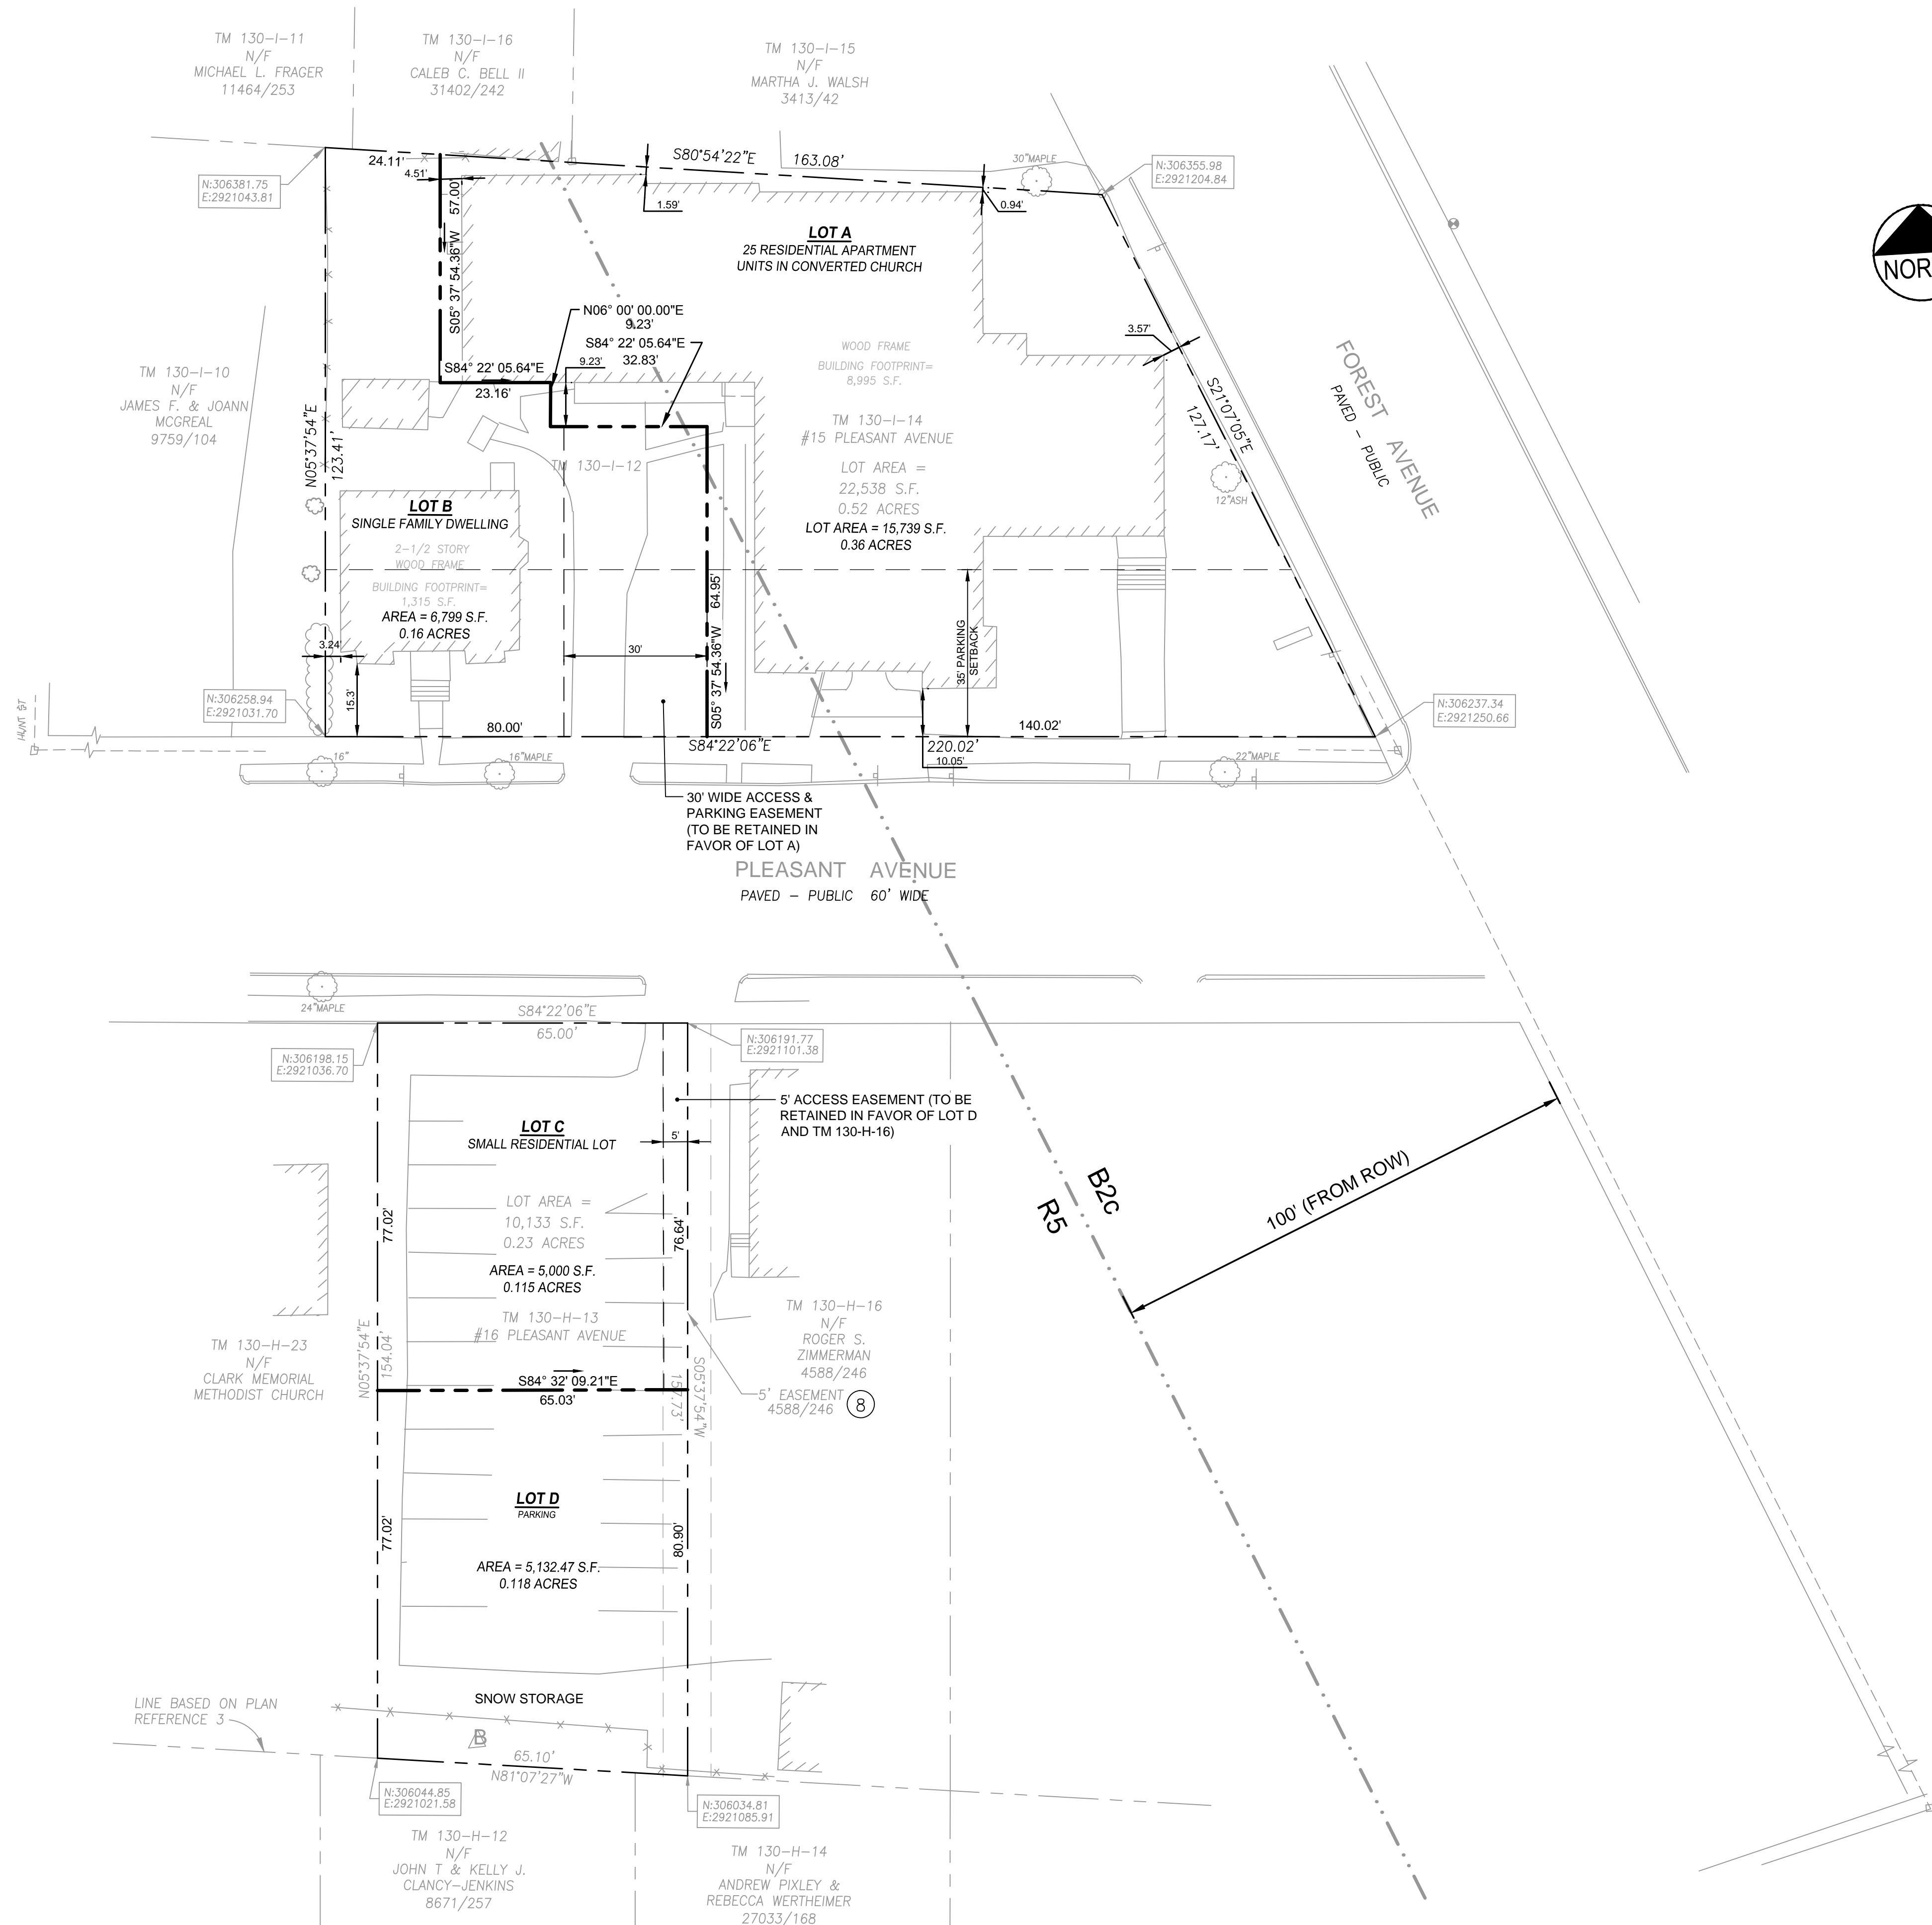 TM 130-I-11
N/F
MICHAEL L. FRAGER
11464/253
TM 130-I-16
N/F
CALEB C. BELL II
31402/242
TM 130-I-15
N/F
MARTHA J. WALSH
3413/42
N:306381.75
E:2921043.81
24.11'
4.51'
57.00'
S05° 37' 54.36"W
S80°54'22"E
163.08'
1.59'
30"MAPLE
0.94'
N:306355.98
E:2921204.84
LOT A
25 RESIDENTIAL APARTMENT
UNITS IN CONVERTED CHURCH
N06° 00' 00.00"E
9.23'
S84° 22' 05.64"E
32.83'
9.23'
S84° 22' 05.64"E
23.16'
WOOD FRAME
BUILDING FOOTPRINT=
8,995 S.F.
3.57'
S21°07'05"E
127.17'
FOREST AVENUE
PAVED - PUBLIC
TM 130-I-10
N/F
JAMES F. & JOANN
MCGREAL
9759/104
N05°37'54"E
123.41'
TM 130-I-12
TM 130-I-14
#15 PLEASANT AVENUE
LOT AREA =
22,538 S.F.
0.52 ACRES
LOT AREA = 15,739 S.F.
0.36 ACRES
12"ASH
LOT B
SINGLE FAMILY DWELLING
2-1/2 STORY
WOOD FRAME
BUILDING FOOTPRINT=
1,315 S.F.
AREA = 6,799 S.F.
0.16 ACRES
3.24'
15.3'
30'
64.95'
S05° 37' 54.36"W
35' PARKING
SETBACK
N:306258.94
E:2921031.70
HUNT ST
80.00'
S84°22'06"E
220.02'
140.02'
10.05'
N:306237.34
E:2921250.66
16"
16"MAPLE
22"MAPLE
30' WIDE ACCESS &
PARKING EASEMENT
(TO BE RETAINED IN
FAVOR OF LOT A)
PLEASANT AVENUE
PAVED - PUBLIC 60' WIDE
24"MAPLE
S84°22'06"E
65.00'
N:306198.15
E:2921036.70
N:306191.77
E:2921101.38
5' ACCESS EASEMENT (TO BE
RETAINED IN FAVOR OF LOT D
AND TM 130-H-16)
LOT C
SMALL RESIDENTIAL LOT
5'
77.02'
76.64'
LOT AREA =
10,133 S.F.
0.23 ACRES
AREA = 5,000 S.F.
0.115 ACRES
TM 130-H-13
#16 PLEASANT AVENUE
B2c
R5
100' (FROM ROW)
TM 130-H-23
N/F
CLARK MEMORIAL
METHODIST CHURCH
N05°37'54"E
154.04'
S84° 32' 09.21"E
65.03'
157.73'
S05°37'54"W
TM 130-H-16
N/F
ROGER S.
ZIMMERMAN
4588/246
5' EASEMENT
4588/246
8
LOT D
PARKING
77.02'
80.90'
AREA = 5,132.47 S.F.
0.118 ACRES
SNOW STORAGE
LINE BASED ON PLAN
REFERENCE 3
B
65.10'
N81°07'27"W
N:306044.85
E:2921021.58
N:306034.81
E:2921085.91
TM 130-H-12
N/F
JOHN T & KELLY J.
CLANCY-JENKINS
8671/257
TM 130-H-14
N/F
ANDREW PIXLEY &
REBECCA WERTHEIMER
27033/168